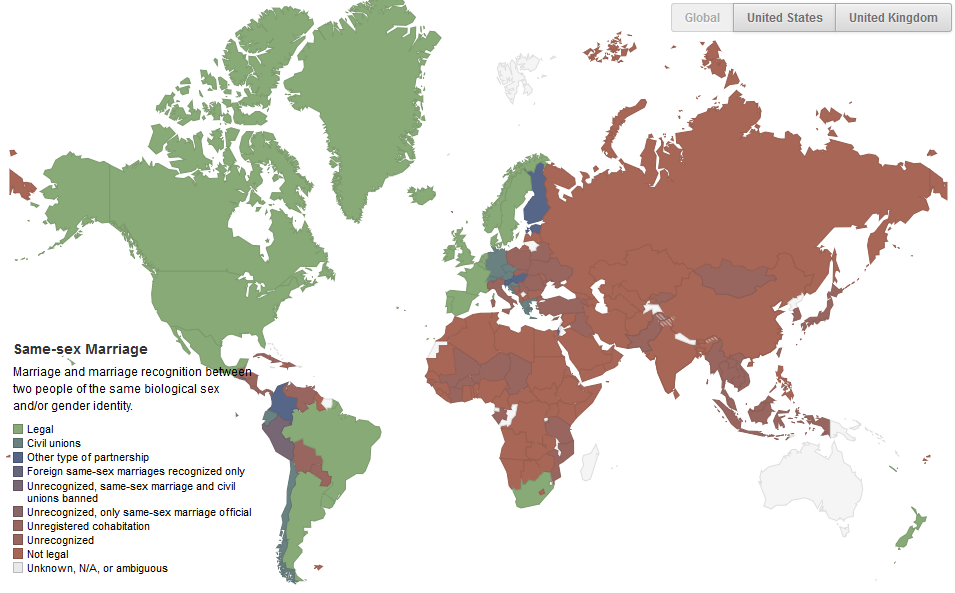 Global United States United Kingdom
Same-sex Marriage
Marriage and marriage recognition between
two people of the same biological sex
and/or gender identity.
Legal
Civil unions
Other type of partnership
Foreign same-sex marriages recognized only
Unrecognized, same-sex marriage and civil
unions banned
Unrecognized, only same-sex marriage official
Unregistered cohabitation
Unrecognized
Not legal
Unknown, N/A, or ambiguous